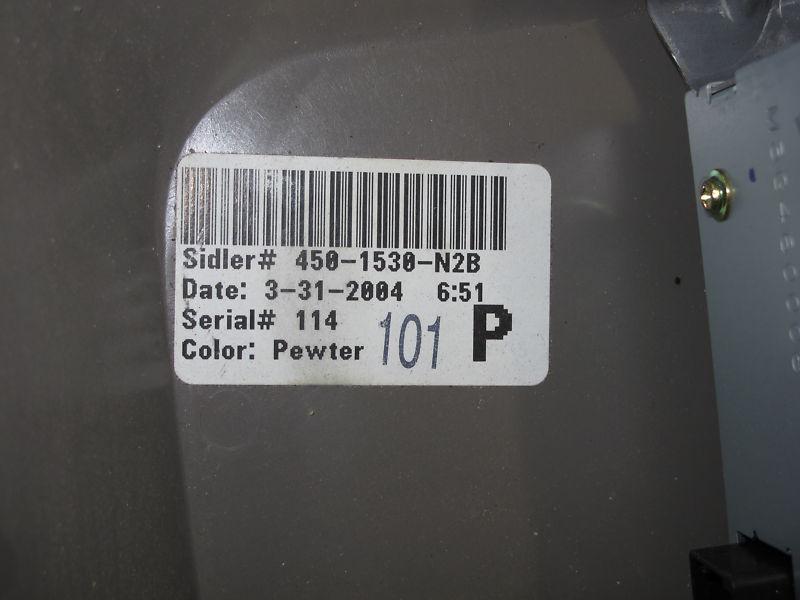 Sidler# 450-1530-N2B
Date: 3-31-2004 6:51
Serial# 114
Color: Pewter 101 P